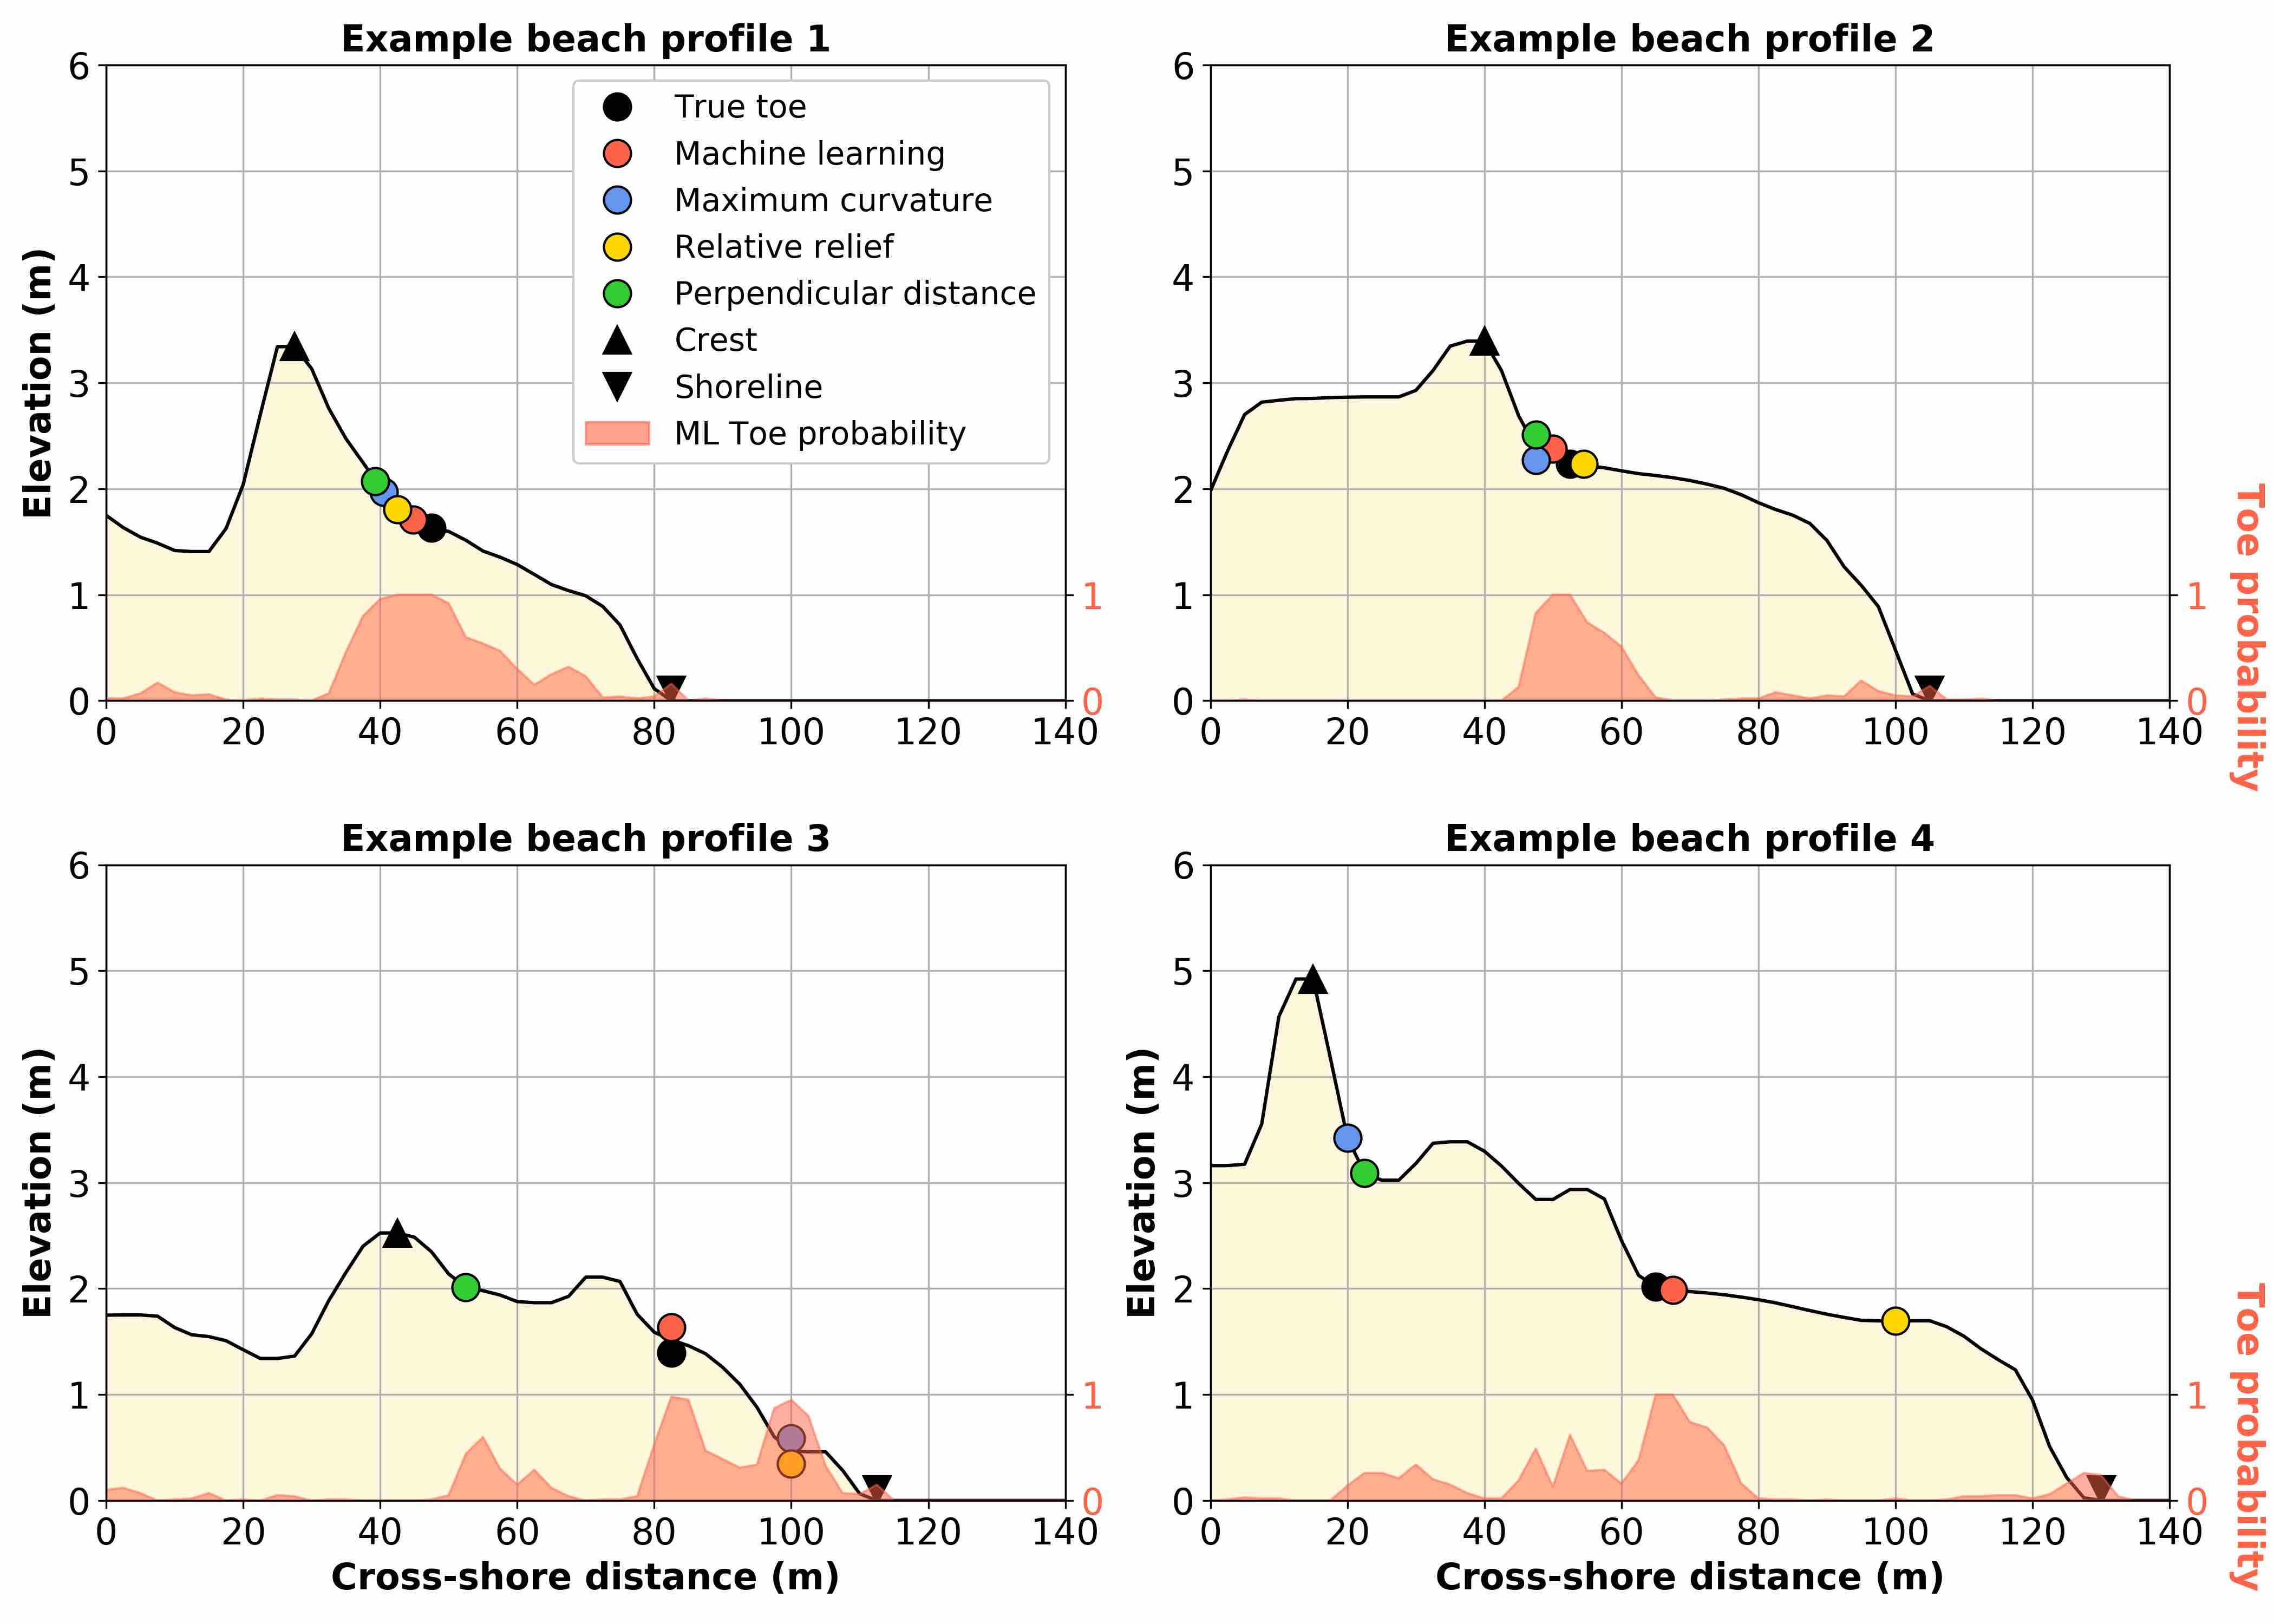 Example beach profile 1
6
5
4
3
2
1
0
Elevation (m)
True toe
Machine learning
Maximum curvature
Relative relief
Perpendicular distance
Crest
Shoreline
ML Toe probability
1
0
0 20 40 60 80 100 120 140
Example beach profile 2
6
5
4
3
2
1
0
1
0
Toe probability
0 20 40 60 80 100 120 140
Example beach profile 3
6
5
4
3
2
1
0
Elevation (m)
1
0
0 20 40 60 80 100 120 140
Cross-shore distance (m)
Example beach profile 4
6
5
4
3
2
1
0
Elevation (m)
1
0
Toe probability
0 20 40 60 80 100 120 140
Cross-shore distance (m)